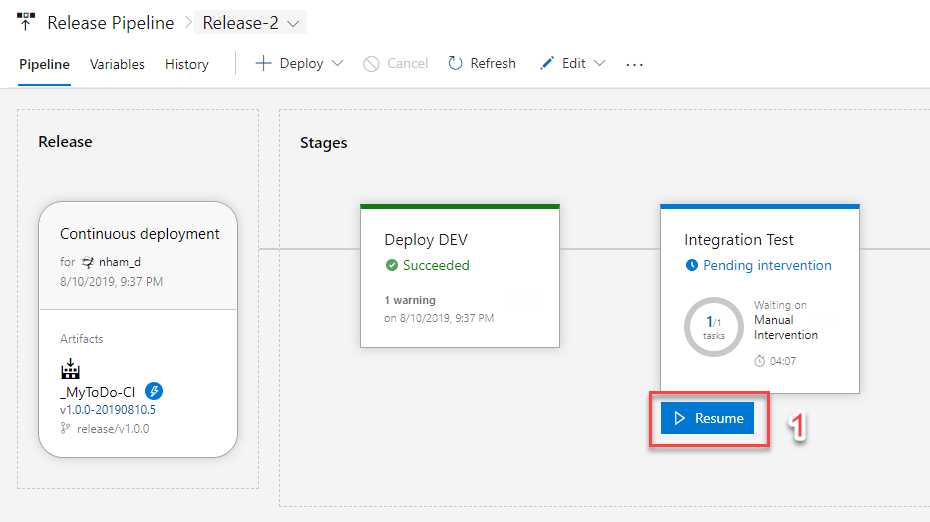 Release Pipeline > Release-2
Pipeline Variables History Deploy Cancel Refresh Edit ...
Release
Continuous deployment
for nham_d
8/10/2019, 9:37 PM
Artifacts
_MyToDo-CI
v1.0.0-20190810.5
release/v1.0.0
Stages
Deploy DEV
Succeeded
1 warning
on 8/10/2019, 9:37 PM
Integration Test
Pending intervention
1/1
tasks
Waiting on
Manual
Intervention
04:07
Resume
1